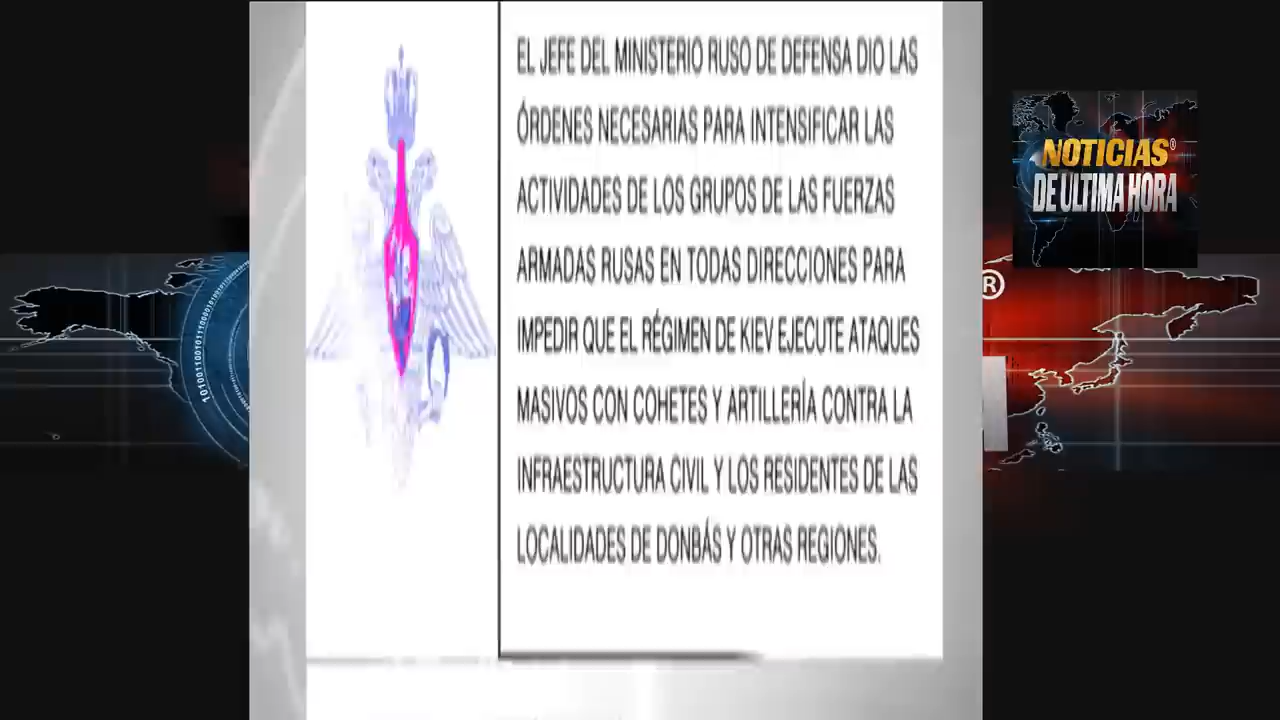 EL JEFE DEL MINISTERIO RUSO DE DEFENSA DIO LAS
ÓRDENES NECESARIAS PARA INTENSIFICAR LAS
ACTIVIDADES DE LOS GRUPOS DE LAS FUERZAS
ARMADAS RUSAS EN TODAS DIRECCIONES PARA
IMPEDIR QUE EL RÉGIMEN DE KIEV EJECUTE ATAQUES
MASIVOS CON COHETES Y ARTILLERÍA CONTRA LA
INFRAESTRUCTURA CIVIL Y LOS RESIDENTES DE LAS
LOCALIDADES DE DONBÁS Y OTRAS REGIONES.
NOTICIAS®
DE ULTIMA HORA
®